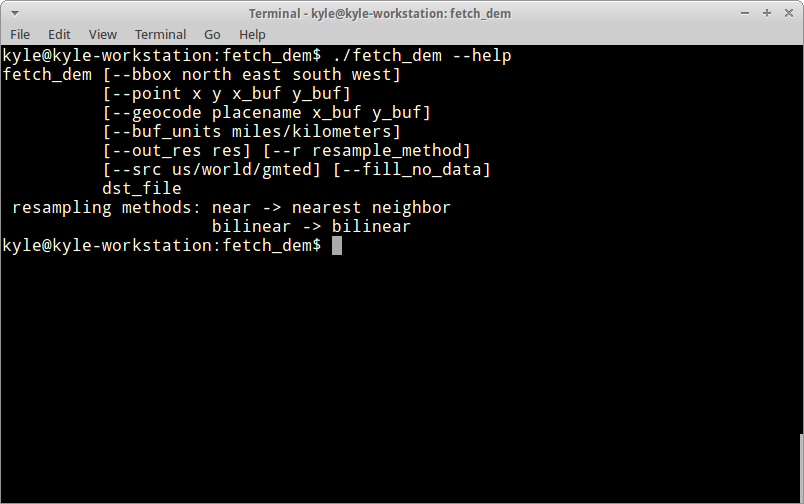 Terminal - kyle@kyle-workstation: fetch_dem
File Edit View Terminal Go Help
kyle@kyle-workstation:fetch_dem$ ./fetch_dem --help
fetch_dem [--bbox north east south west]
          [--point x y x_buf y_buf]
          [--geocode placename x_buf y_buf]
          [--buf_units miles/kilometers]
          [--out_res res] [--r resample_method]
          [--src us/world/gmted] [--fill_no_data]
          dst_file
 resampling methods: near -> nearest neighbor
                     bilinear -> bilinear
kyle@kyle-workstation:fetch_dem$